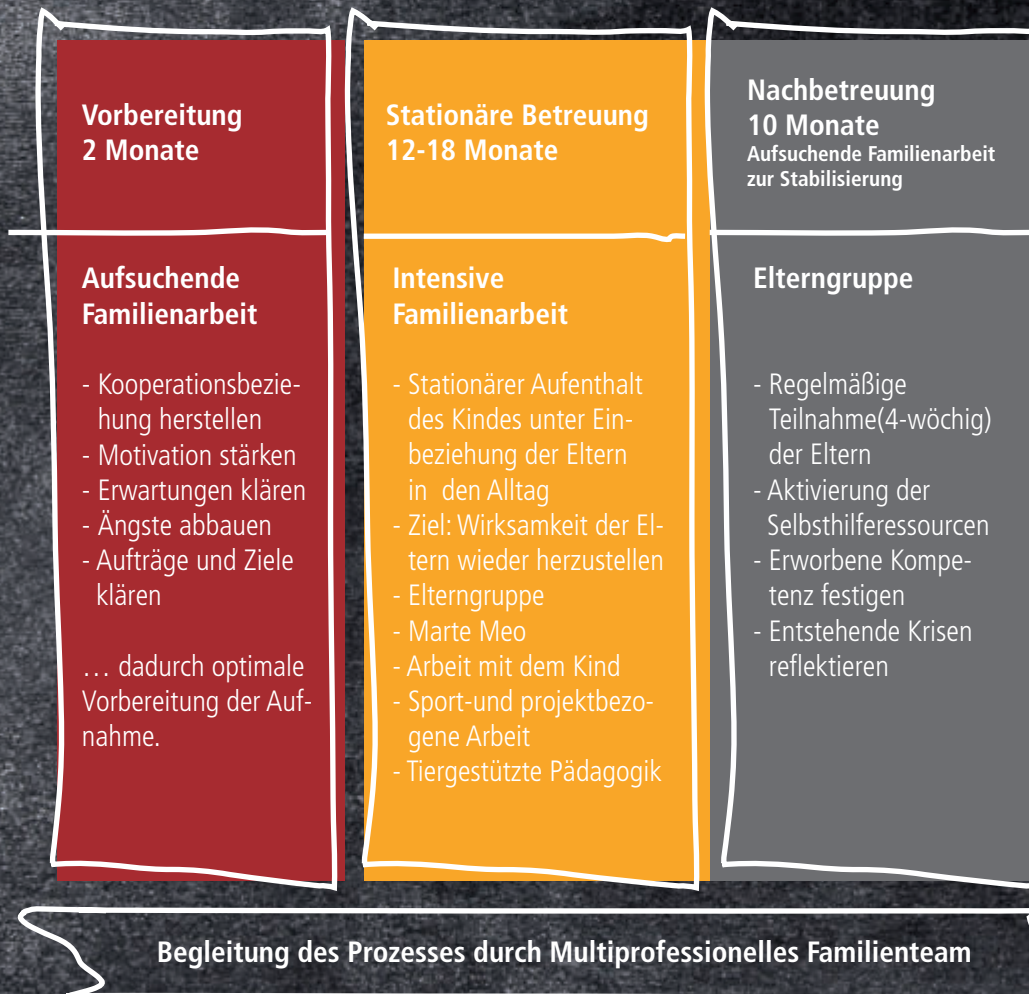 Vorbereitung
2 Monate
Aufsuchende
Familienarbeit
- Kooperationsbezie-
hung herstellen
- Motivation stärken
- Erwartungen klären
- Ängste abbauen
- Aufträge und Ziele
klären
… dadurch optimale
Vorbereitung der Auf-
nahme.
Stationäre Betreuung
12-18 Monate
Intensive
Familienarbeit
- Stationärer Aufenthalt
des Kindes unter Ein-
beziehung der Eltern
in den Alltag
- Ziel: Wirksamkeit der El-
tern wieder herzustellen
- Elterngruppe
- Marte Meo
- Arbeit mit dem Kind
- Sport-und projektbezo-
gene Arbeit
- Tiergestützte Pädagogik
Nachbetreuung
10 Monate
Aufsuchende Familienarbeit
zur Stabilisierung
Elterngruppe
- Regelmäßige
Teilnahme(4-wöchig)
der Eltern
- Aktivierung der
Selbsthilferessourcen
- Erworbene Kompe-
tenz festigen
- Entstehende Krisen
reflektieren
Begleitung des Prozesses durch Multiprofessionelles Familienteam